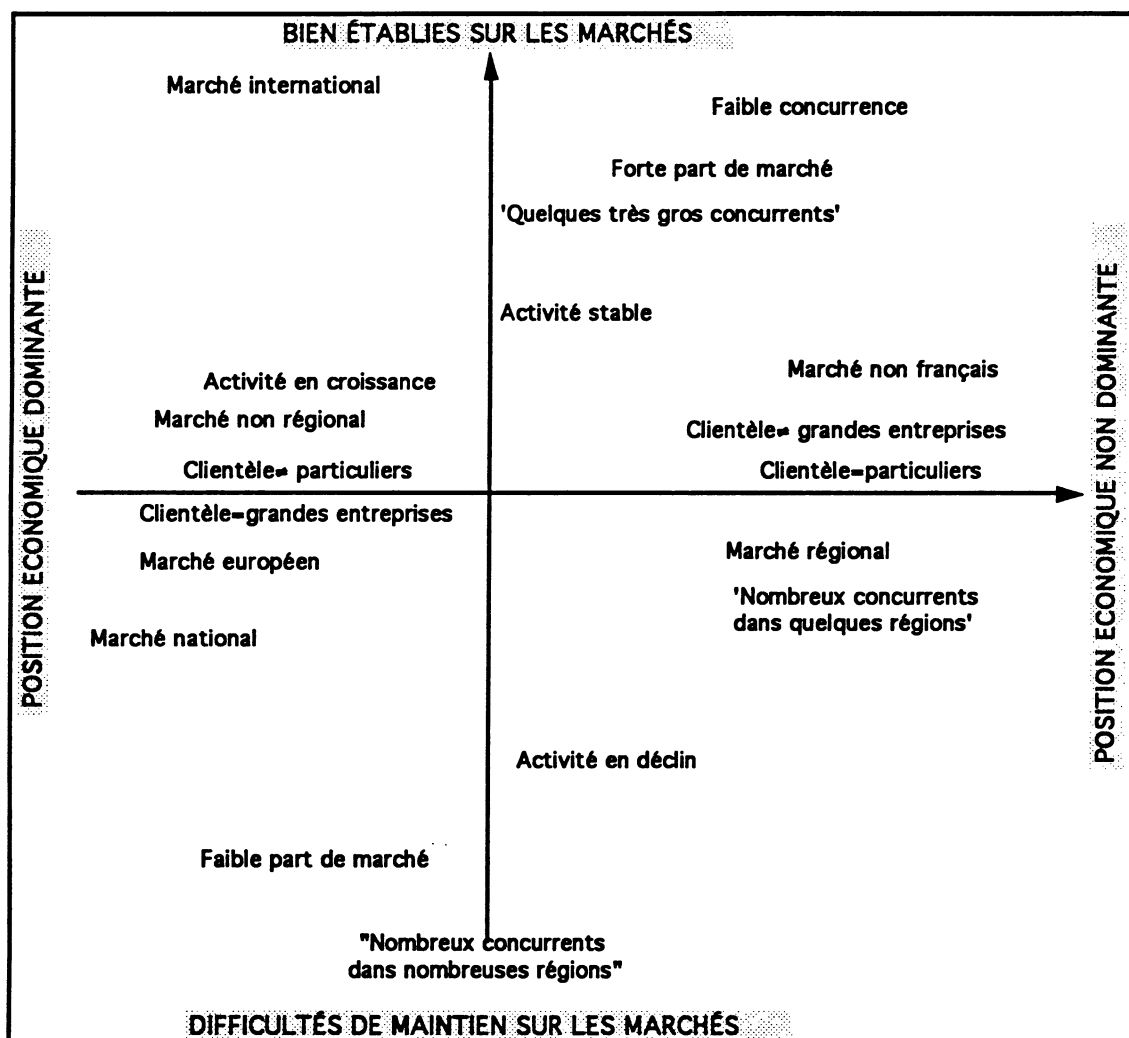 BIEN ÉTABLIES SUR LES MARCHÉS
Marché international
Faible concurrence
Forte part de marché
'Quelques très gros concurrents'
POSITION ECONOMIQUE DOMINANTE
POSITION ECONOMIQUE NON DOMINANTE
Activité stable
Marché non français
Activité en croissance
Marché non régional
Clientèle≠ grandes entreprises
Clientèle≠ particuliers
Clientèle=particuliers
Clientèle=grandes entreprises
Marché régional
Marché européen
'Nombreux concurrents
dans quelques régions'
Marché national
Activité en déclin
Faible part de marché
"Nombreux concurrents
dans nombreuses régions"
DIFFICULTÉS DE MAINTIEN SUR LES MARCHÉS